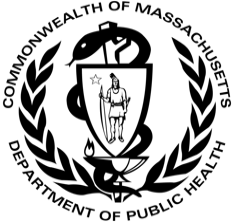 COMMONWEALTH OF MASSACHUSETTS
DEPARTMENT OF PUBLIC HEALTH